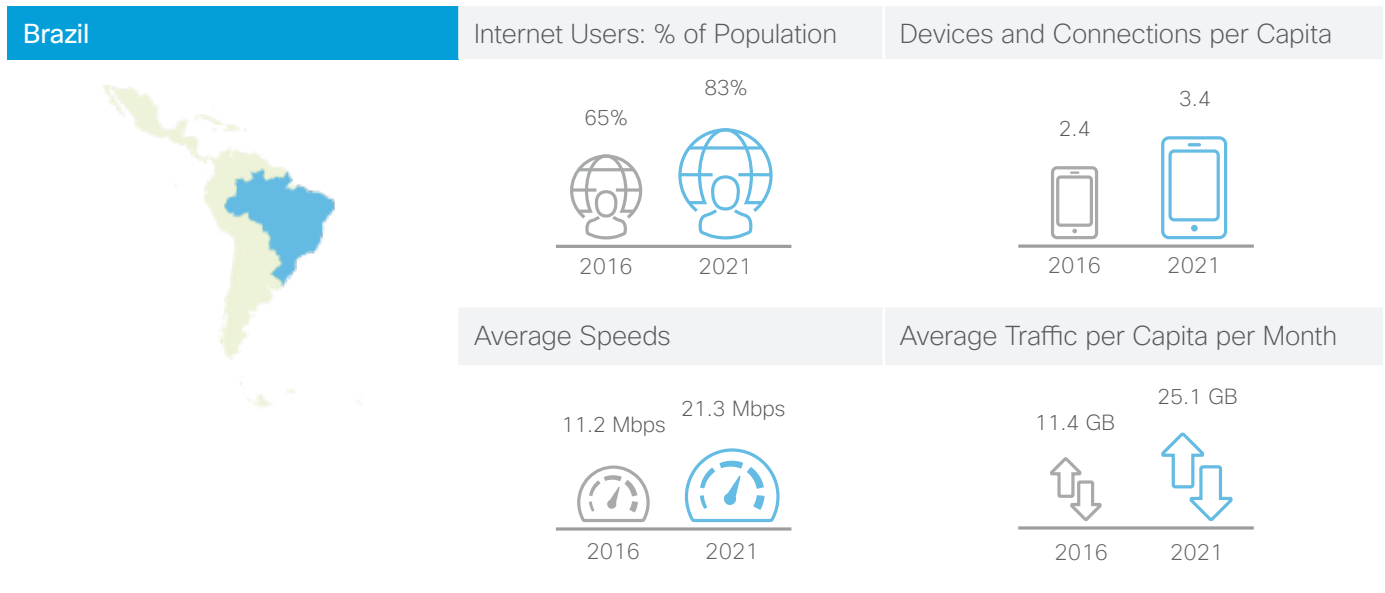 Brazil
Internet Users: % of Population
65%
83%
2016
2021
Devices and Connections per Capita
2.4
3.4
2016
2021
Average Speeds
11.2 Mbps
21.3 Mbps
2016
2021
Average Traffic per Capita per Month
11.4 GB
25.1 GB
2016
2021